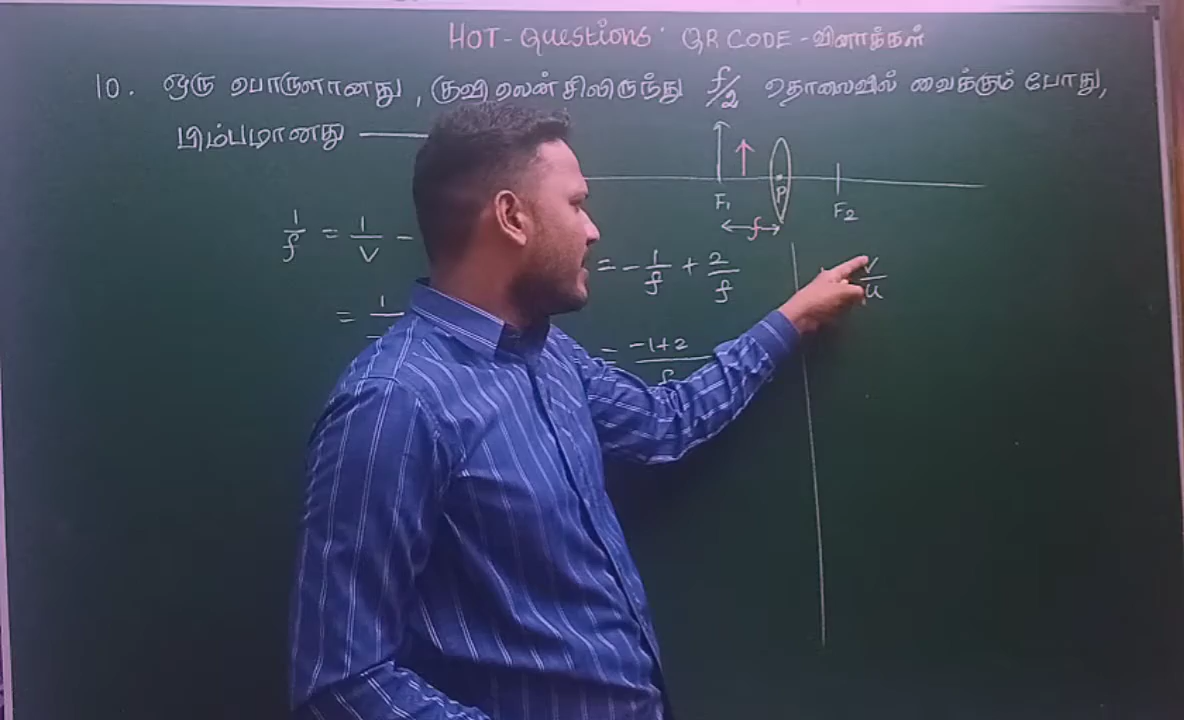 HOT-Questions: QR CODE - வினாக்கள்
10. ஒரு பொருளானது, குவிலென்சிலிருந்து f/2 தொலைவில் வைக்கும் போது,
பிம்பமானது
F₁ P F₂
f
1/f = 1/v -
= -1/f + 2/f
v/u
= 1
= -1+2/f